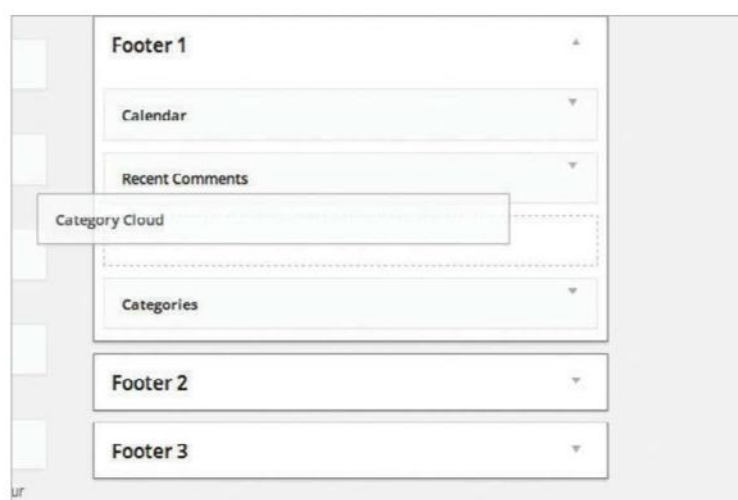 Footer 1
Calendar
Recent Comments
Category Cloud
Categories
Footer 2
Footer 3
ur